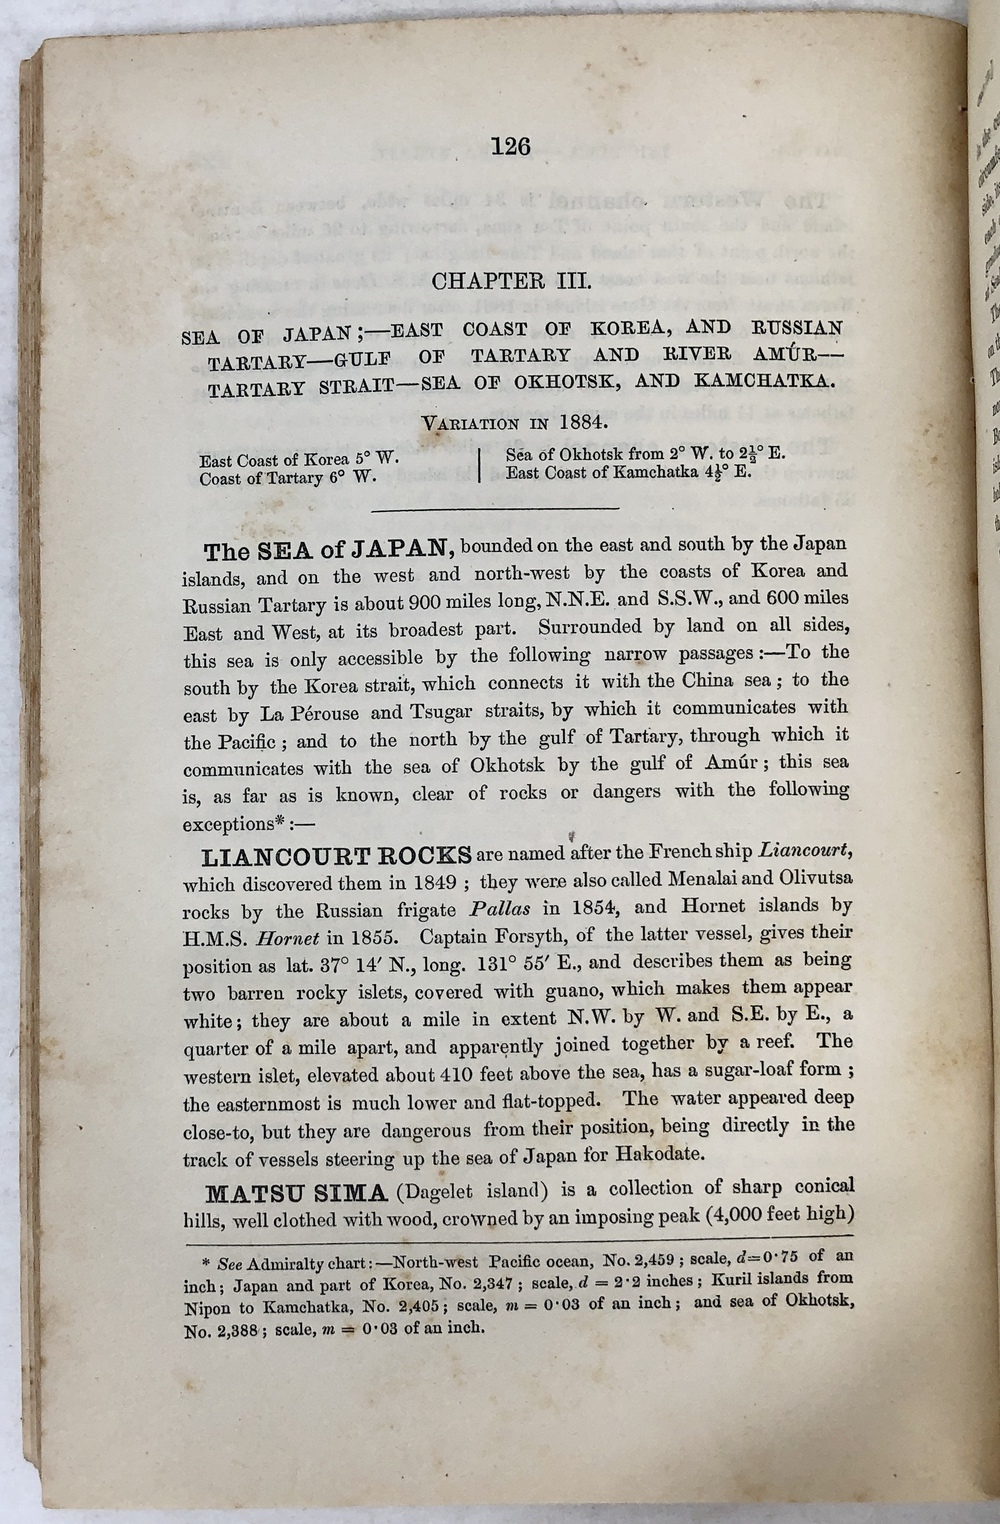 126
CHAPTER III.
SEA OF JAPAN;—EAST COAST OF KOREA, AND RUSSIAN
TARTARY—GULF OF TARTARY AND RIVER AMÚR—
TARTARY STRAIT—SEA OF OKHOTSK, AND KAMCHATKA.
VARIATION IN 1884.
East Coast of Korea 5° W.
Coast of Tartary 6° W.
Sea of Okhotsk from 2° W. to 2½° E.
East Coast of Kamchatka 4½° E.
The SEA of JAPAN, bounded on the east and south by the Japan
islands, and on the west and north-west by the coasts of Korea and
Russian Tartary is about 900 miles long, N.N.E. and S.S.W., and 600 miles
East and West, at its broadest part. Surrounded by land on all sides,
this sea is only accessible by the following narrow passages:—To the
south by the Korea strait, which connects it with the China sea; to the
east by La Pérouse and Tsugar straits, by which it communicates with
the Pacific; and to the north by the gulf of Tartary, through which it
communicates with the sea of Okhotsk by the gulf of Amúr; this sea
is, as far as is known, clear of rocks or dangers with the following
exceptions*:—
LIANCOURT ROCKS are named after the French ship Liancourt,
which discovered them in 1849; they were also called Menalai and Olivutsa
rocks by the Russian frigate Pallas in 1854, and Hornet islands by
H.M.S. Hornet in 1855. Captain Forsyth, of the latter vessel, gives their
position as lat. 37° 14′ N., long. 131° 55′ E., and describes them as being
two barren rocky islets, covered with guano, which makes them appear
white; they are about a mile in extent N.W. by W. and S.E. by E., a
quarter of a mile apart, and apparently joined together by a reef. The
western islet, elevated about 410 feet above the sea, has a sugar-loaf form;
the easternmost is much lower and flat-topped. The water appeared deep
close-to, but they are dangerous from their position, being directly in the
track of vessels steering up the sea of Japan for Hakodate.
MATSU SIMA (Dagelet island) is a collection of sharp conical
hills, well clothed with wood, crowned by an imposing peak (4,000 feet high)
* See Admiralty chart:—North-west Pacific ocean, No. 2,459; scale, d=0·75 of an
inch; Japan and part of Korea, No. 2,347; scale, d = 2·2 inches; Kuril islands from
Nipon to Kamchatka, No. 2,405; scale, m = 0·03 of an inch; and sea of Okhotsk,
No. 2,388; scale, m = 0·03 of an inch.